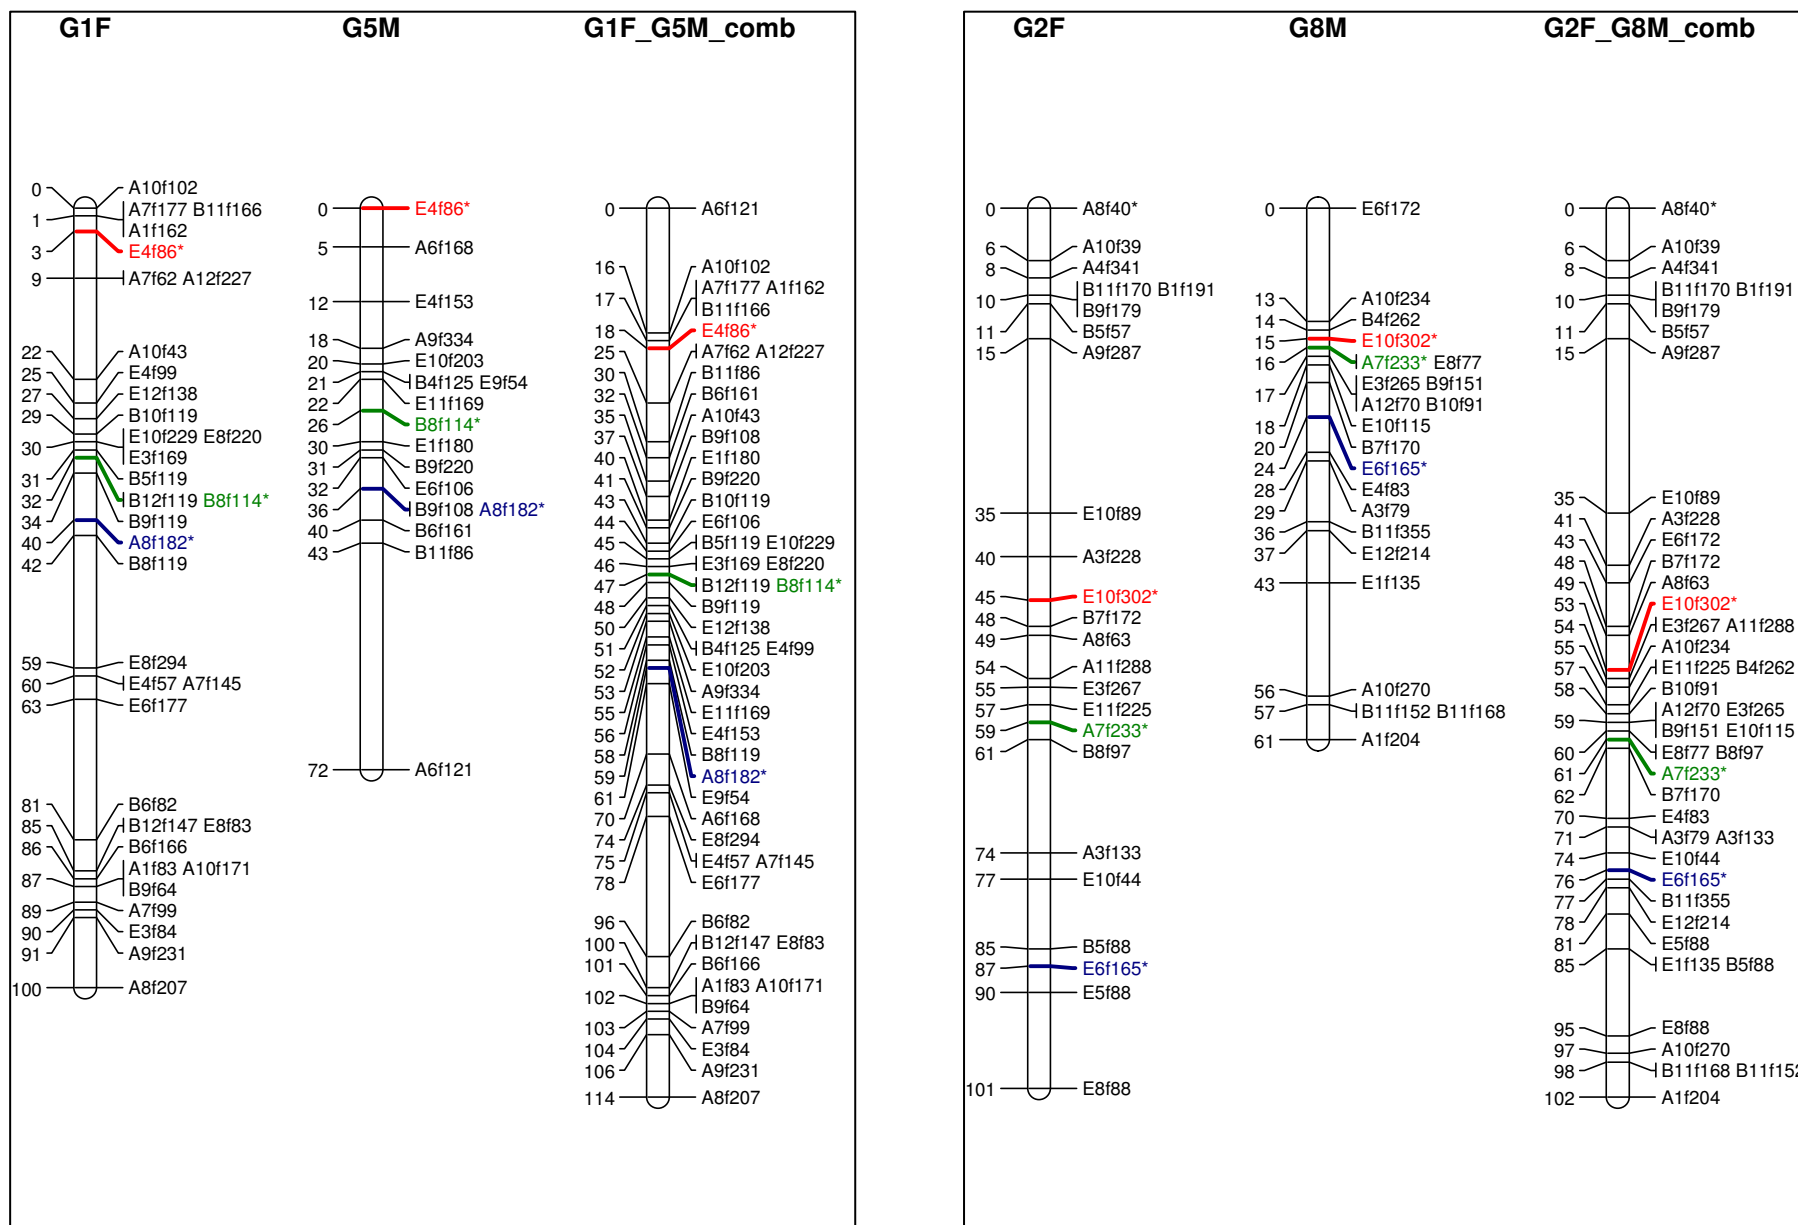 G1F
0 A10f102
1 A7f177 B11f166
A1f162
3 E4f86*
9 A7f62 A12f227
22 A10f43
25 E4f99
27 E12f138
29 B10f119
30 E10f229 E8f220
E3f169
31 B5f119
32 B12f119 B8f114*
34 B9f119
40 A8f182*
42 B8f119
59 E8f294
60 E4f57 A7f145
63 E6f177
81 B6f82
85 B12f147 E8f83
86 B6f166
87 A1f83 A10f171
B9f64
89 A7f99
90 E3f84
91 A9f231
100 A8f207
G5M
0 E4f86*
5 A6f168
12 E4f153
18 A9f334
20 E10f203
21 B4f125 E9f54
22 E11f169
26 B8f114*
30 E1f180
31 B9f220
32 E6f106
36 B9f108 A8f182*
40 B6f161
43 B11f86
72 A6f121
G1F_G5M_comb
0 A6f121
16 A10f102
17 A7f177 A1f162
B11f166
18 E4f86*
25 A7f62 A12f227
30 B11f86
32 B6f161
35 A10f43
37 B9f108
40 E1f180
41 B9f220
43 B10f119
44 E6f106
45 B5f119 E10f229
46 E3f169 E8f220
47 B12f119 B8f114*
48 B9f119
50 E12f138
51 B4f125 E4f99
52 E10f203
53 A9f334
55 E11f169
56 E4f153
58 B8f119
59 A8f182*
61 E9f54
70 A6f168
74 E8f294
75 E4f57 A7f145
78 E6f177
96 B6f82
100 B12f147 E8f83
101 B6f166
102 A1f83 A10f171
B9f64
103 A7f99
104 E3f84
106 A9f231
114 A8f207
G2F
0 A8f40*
6 A10f39
8 A4f341
10 B11f170 B1f191
B9f179
11 B5f57
15 A9f287
35 E10f89
40 A3f228
45 E10f302*
48 B7f172
49 A8f63
54 A11f288
55 E3f267
57 E11f225
59 A7f233*
61 B8f97
74 A3f133
77 E10f44
85 B5f88
87 E6f165*
90 E5f88
101 E8f88
G8M
0 E6f172
13 A10f234
14 B4f262
15 E10f302*
16 A7f233* E8f77
17 E3f265 B9f151
A12f70 B10f91
18 E10f115
20 B7f170
24 E6f165*
28 E4f83
29 A3f79
36 B11f355
37 E12f214
43 E1f135
56 A10f270
57 B11f152 B11f168
61 A1f204
G2F_G8M_comb
0 A8f40*
6 A10f39
8 A4f341
10 B11f170 B1f191
B9f179
11 B5f57
15 A9f287
35 E10f89
41 A3f228
43 E6f172
48 B7f172
49 A8f63
53 E10f302*
54 E3f267 A11f288
55 A10f234
57 E11f225 B4f262
58 B10f91
59 A12f70 E3f265
B9f151 E10f115
60 E8f77 B8f97
61 A7f233*
62 B7f170
70 E4f83
71 A3f79 A3f133
74 E10f44
76 E6f165*
77 B11f355
78 E12f214
81 E5f88
85 E1f135 B5f88
95 E8f88
97 A10f270
98 B11f168 B11f152
102 A1f204